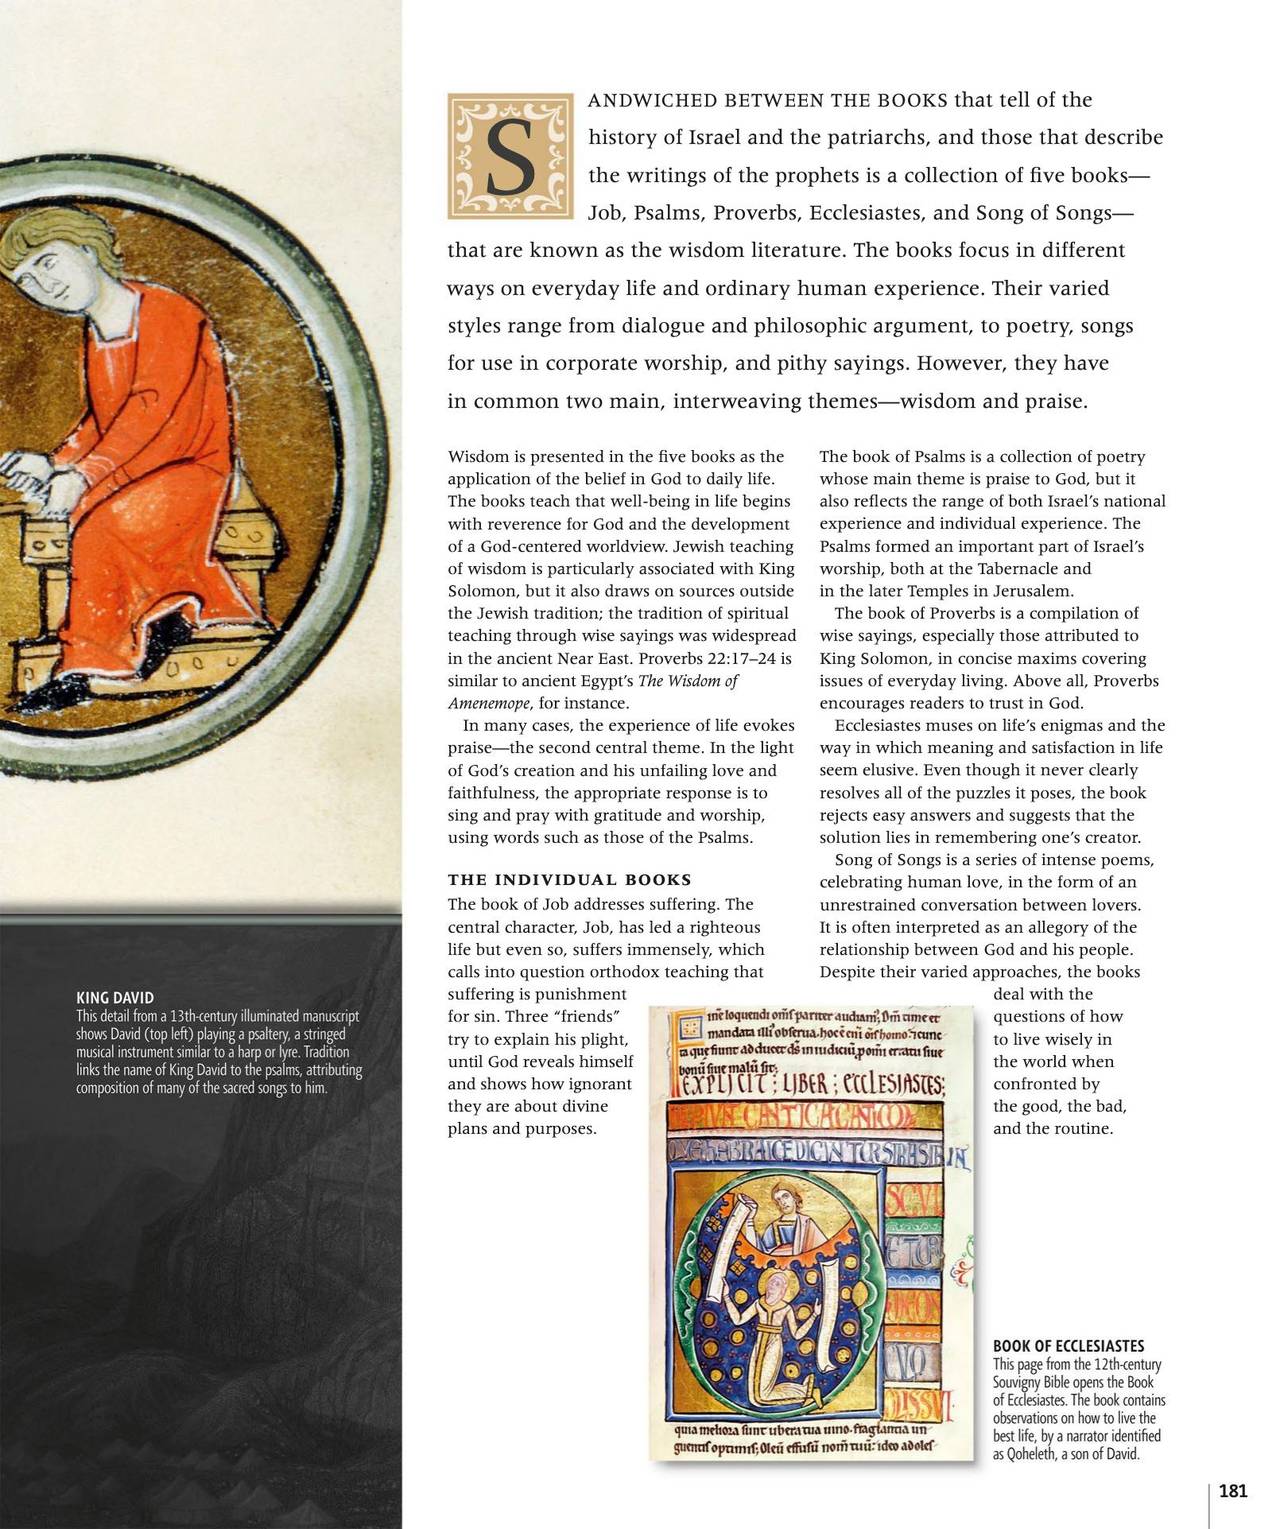 SANDWICHED BETWEEN THE BOOKS that tell of the
history of Israel and the patriarchs, and those that describe
the writings of the prophets is a collection of five books—
Job, Psalms, Proverbs, Ecclesiastes, and Song of Songs—
that are known as the wisdom literature. The books focus in different
ways on everyday life and ordinary human experience. Their varied
styles range from dialogue and philosophic argument, to poetry, songs
for use in corporate worship, and pithy sayings. However, they have
in common two main, interweaving themes—wisdom and praise.
Wisdom is presented in the five books as the
application of the belief in God to daily life.
The books teach that well-being in life begins
with reverence for God and the development
of a God-centered worldview. Jewish teaching
of wisdom is particularly associated with King
Solomon, but it also draws on sources outside
the Jewish tradition; the tradition of spiritual
teaching through wise sayings was widespread
in the ancient Near East. Proverbs 22:17–24 is
similar to ancient Egypt's The Wisdom of
Amenemope, for instance.
In many cases, the experience of life evokes
praise—the second central theme. In the light
of God's creation and his unfailing love and
faithfulness, the appropriate response is to
sing and pray with gratitude and worship,
using words such as those of the Psalms.
THE INDIVIDUAL BOOKS
The book of Job addresses suffering. The
central character, Job, has led a righteous
life but even so, suffers immensely, which
calls into question orthodox teaching that
suffering is punishment
for sin. Three “friends”
try to explain his plight,
until God reveals himself
and shows how ignorant
they are about divine
plans and purposes.
The book of Psalms is a collection of poetry
whose main theme is praise to God, but it
also reflects the range of both Israel's national
experience and individual experience. The
Psalms formed an important part of Israel's
worship, both at the Tabernacle and
in the later Temples in Jerusalem.
The book of Proverbs is a compilation of
wise sayings, especially those attributed to
King Solomon, in concise maxims covering
issues of everyday living. Above all, Proverbs
encourages readers to trust in God.
Ecclesiastes muses on life's enigmas and the
way in which meaning and satisfaction in life
seem elusive. Even though it never clearly
resolves all of the puzzles it poses, the book
rejects easy answers and suggests that the
solution lies in remembering one's creator.
Song of Songs is a series of intense poems,
celebrating human love, in the form of an
unrestrained conversation between lovers.
It is often interpreted as an allegory of the
relationship between God and his people.
Despite their varied approaches, the books
deal with the
questions of how
to live wisely in
the world when
confronted by
the good, the bad,
and the routine.
KING DAVID
This detail from a 13th-century illuminated manuscript
shows David (top left) playing a psaltery, a stringed
musical instrument similar to a harp or lyre. Tradition
links the name of King David to the psalms, attributing
composition of many of the sacred songs to him.
EXPLICIT : LIBER : ECCLESIASTES;
BOOK OF ECCLESIASTES
This page from the 12th-century
Souvigny Bible opens the Book
of Ecclesiastes. The book contains
observations on how to live the
best life, by a narrator identified
as Qoheleth, a son of David.
181